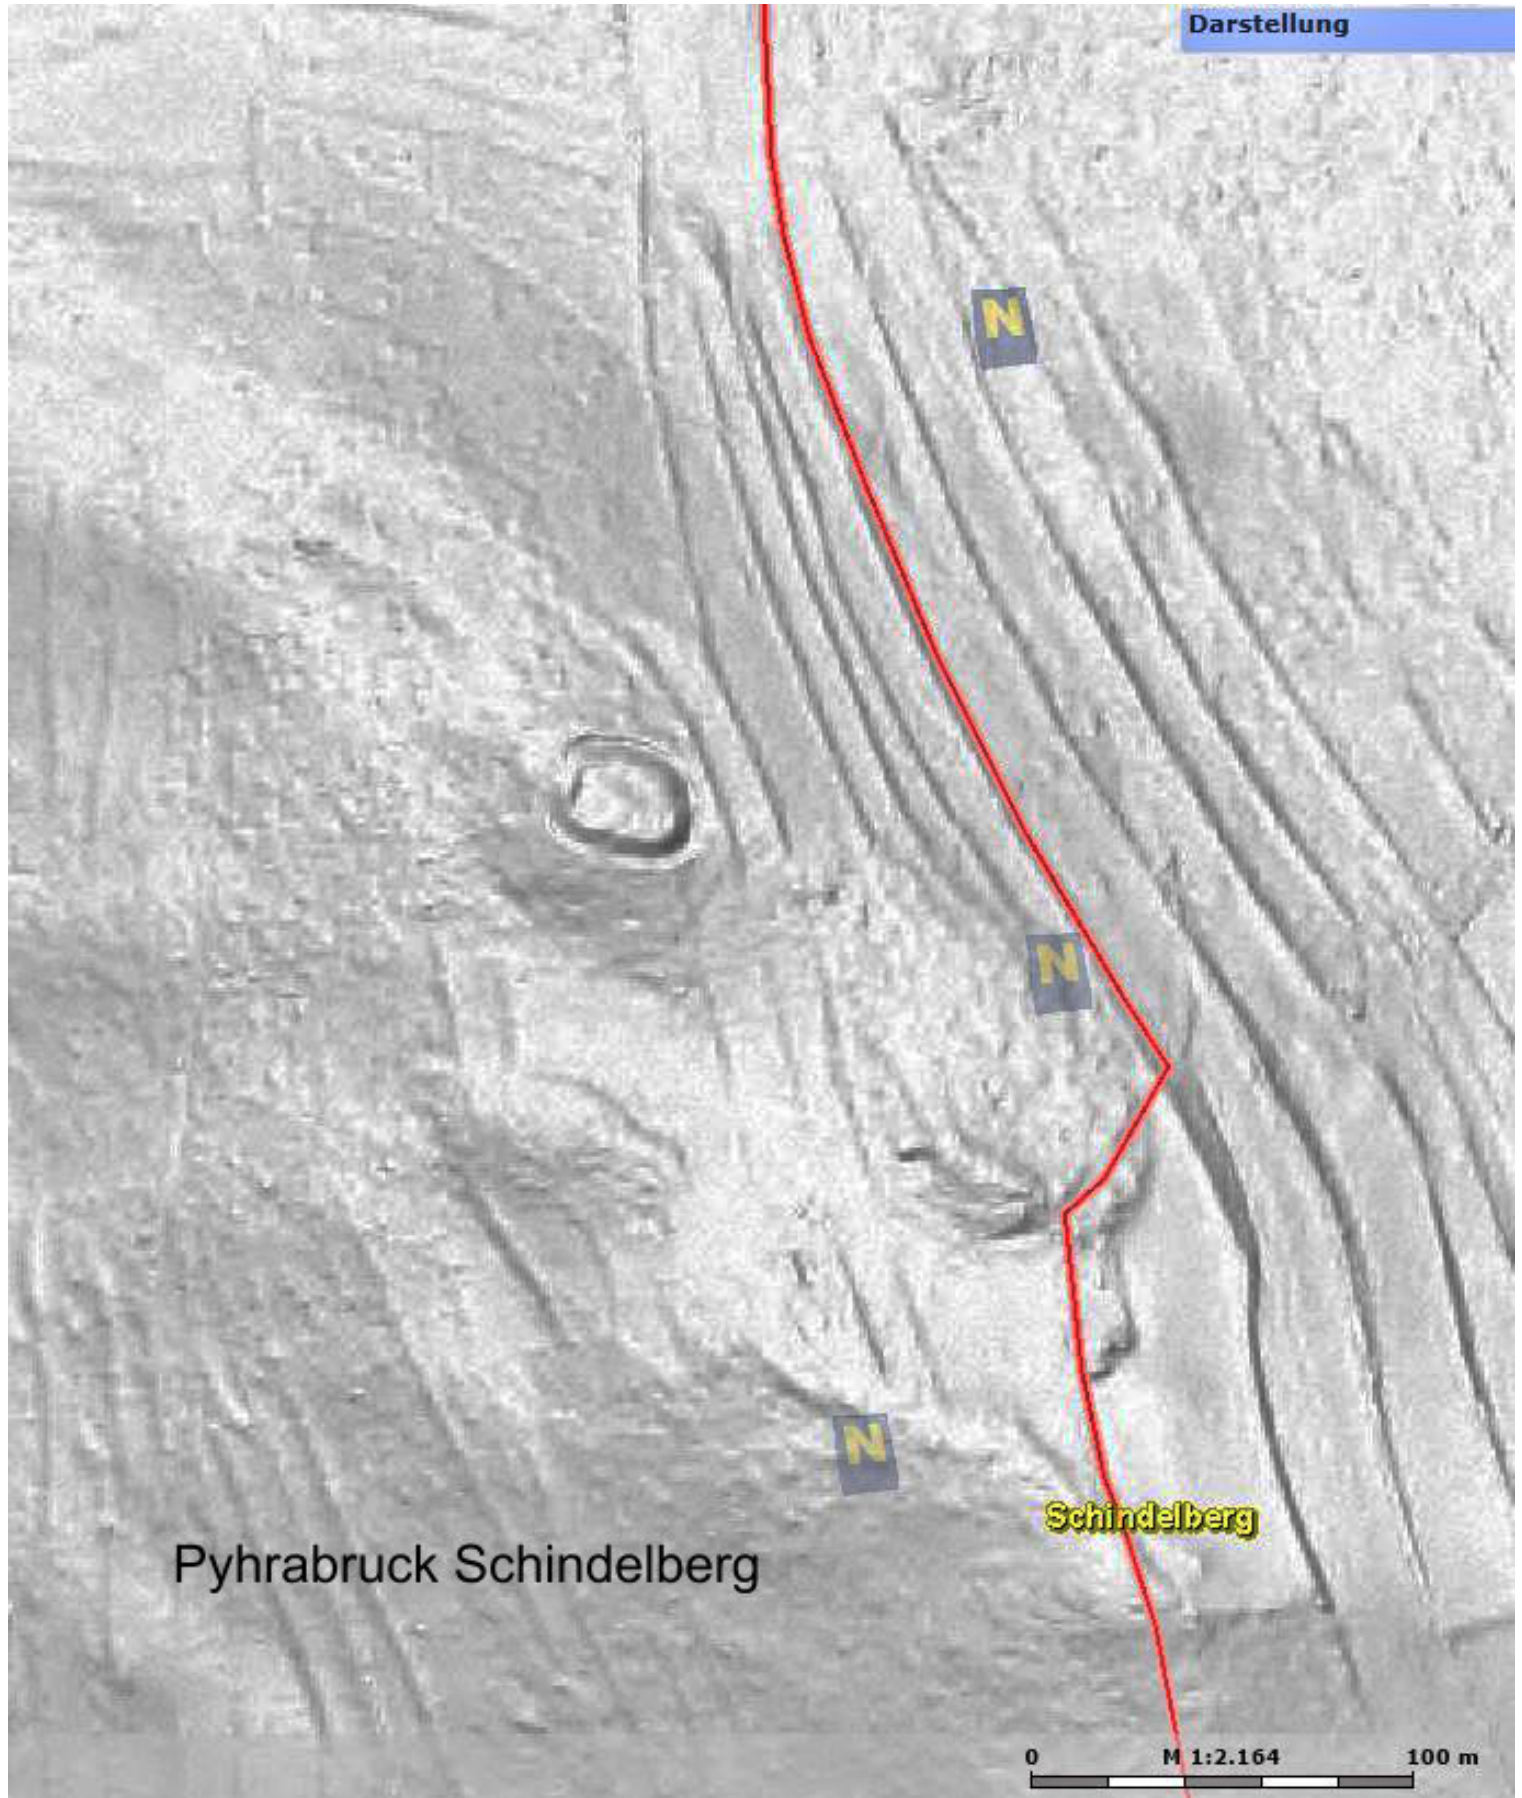 Darstellung
N
N
N
Schindelberg
Pyhrabruck Schindelberg
0 M 1:2.164 100 m